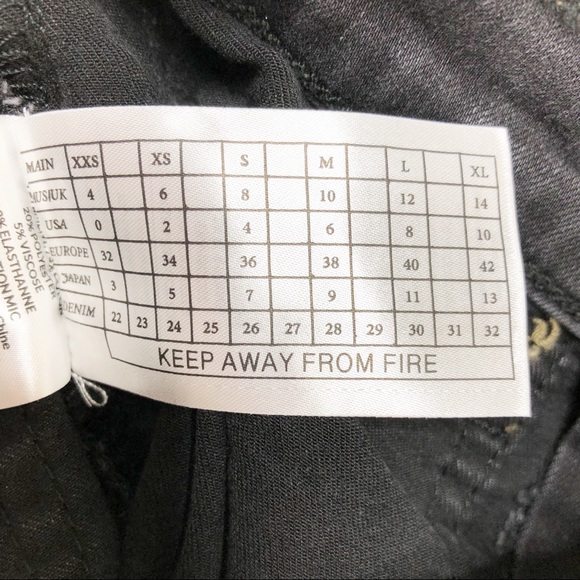 MAIN XXS XS S M L XL
AUS/UK 4 6 8 10 12 14
USA 0 2 4 6 8 10
EUROPE 32 34 36 38 40 42
JAPAN 3 5 7 9 11 13
DENIM 22 23 24 25 26 27 28 29 30 31 32
KEEP AWAY FROM FIRE
20% POLYESTER
5% VISCOSE
ELASTHANNE